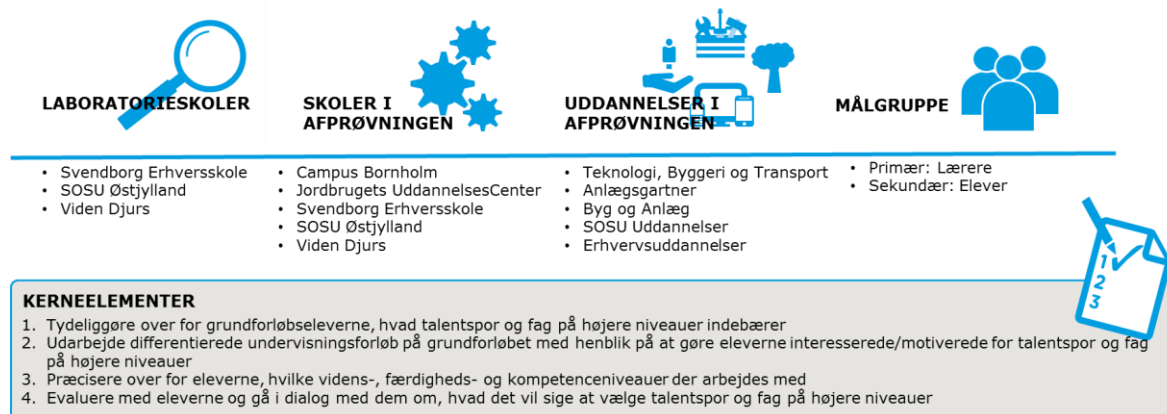 LABORATORIESKOLER
• Svendborg Erhversskole
• SOSU Østjylland
• Viden Djurs
SKOLER I
AFPRØVNINGEN
• Campus Bornholm
• Jordbrugets UddannelsesCenter
• Svendborg Erhversskole
• SOSU Østjylland
• Viden Djurs
UDDANNELSER I
AFPRØVNINGEN
• Teknologi, Byggeri og Transport
• Anlægsgartner
• Byg og Anlæg
• SOSU Uddannelser
• Erhvervsuddannelser
MÅLGRUPPE
• Primær: Lærere
• Sekundær: Elever
1
2
3
KERNEELEMENTER
1. Tydeliggøre over for grundforløbseleverne, hvad talentspor og fag på højere niveauer indebærer
2. Udarbejde differentierede undervisningsforløb på grundforløbet med henblik på at gøre eleverne interesserede/motiverede for talentspor og fag
på højere niveauer
3. Præcisere over for eleverne, hvilke videns-, færdigheds- og kompetenceniveauer der arbejdes med
4. Evaluere med eleverne og gå i dialog med dem om, hvad det vil sige at vælge talentspor og fag på højere niveauer